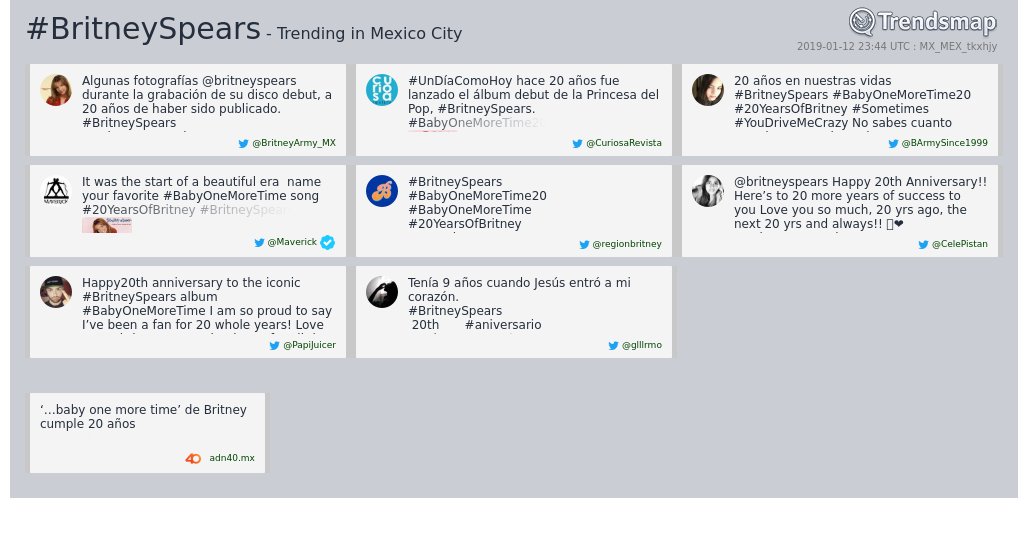 #BritneySpears - Trending in Mexico City
Trendsmap
2019-01-12 23:44 UTC : MX_MEX_tkxhjy
Algunas fotografías @britneyspears
durante la grabación de su disco debut, a
20 años de haber sido publicado.
#BritneySpears
@BritneyArmy_MX
#UnDíaComoHoy hace 20 años fue
lanzado el álbum debut de la Princesa del
Pop, #BritneySpears.
#BabyOneMoreTime20
@CuriosaRevista
20 años en nuestras vidas
#BritneySpears #BabyOneMoreTime20
#20YearsOfBritney #Sometimes
#YouDriveMeCrazy No sabes cuanto
@BArmySince1999
It was the start of a beautiful era name
your favorite #BabyOneMoreTime song
#20YearsOfBritney #BritneySpears
@Maverick
#BritneySpears
#BabyOneMoreTime20
#BabyOneMoreTime
#20YearsOfBritney
@regionbritney
@britneyspears Happy 20th Anniversary!!
Here's to 20 more years of success to
you Love you so much, 20 yrs ago, the
next 20 yrs and always!! ❤
@CelePistan
Happy20th anniversary to the iconic
#BritneySpears album
#BabyOneMoreTime I am so proud to say
I've been a fan for 20 whole years! Love
@PapiJuicer
Tenía 9 años cuando Jesús entró a mi
corazón.
#BritneySpears
20th #aniversario
@glllrmo
‘…baby one more time’ de Britney
cumple 20 años
adn40.mx